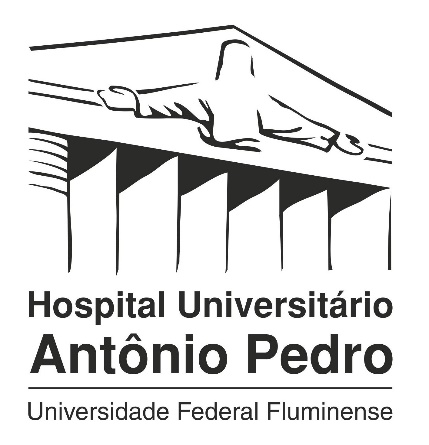 Hospital Universitário
Antônio Pedro
Universidade Federal Fluminense